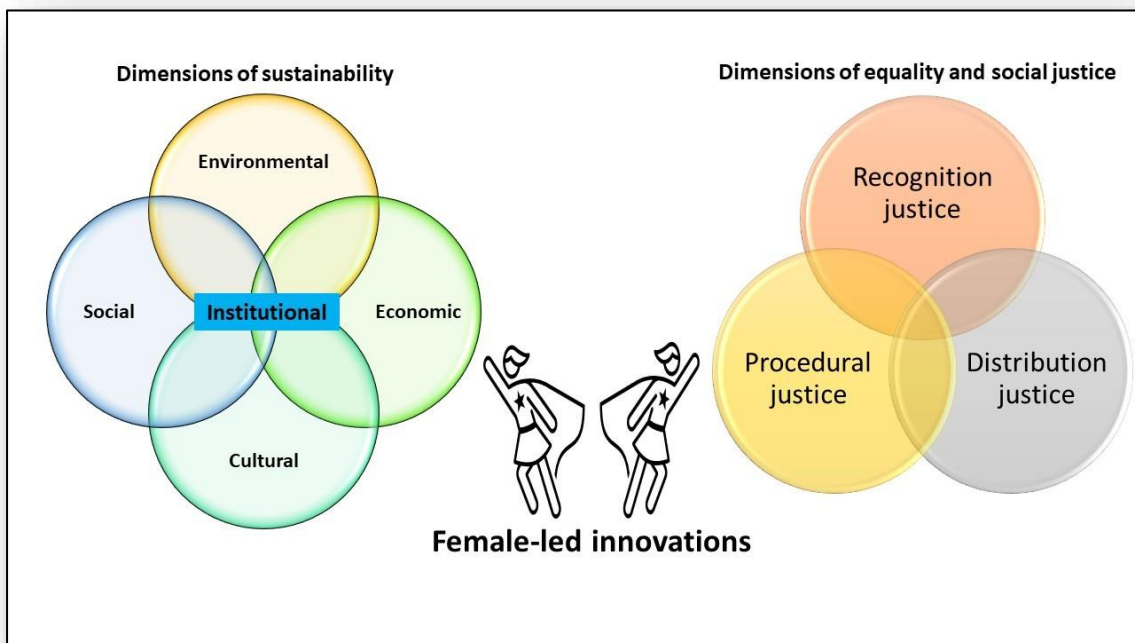 Dimensions of sustainability
Environmental
Social
Institutional
Economic
Cultural
Dimensions of equality and social justice
Recognition
justice
Procedural
justice
Distribution
justice
Female-led innovations